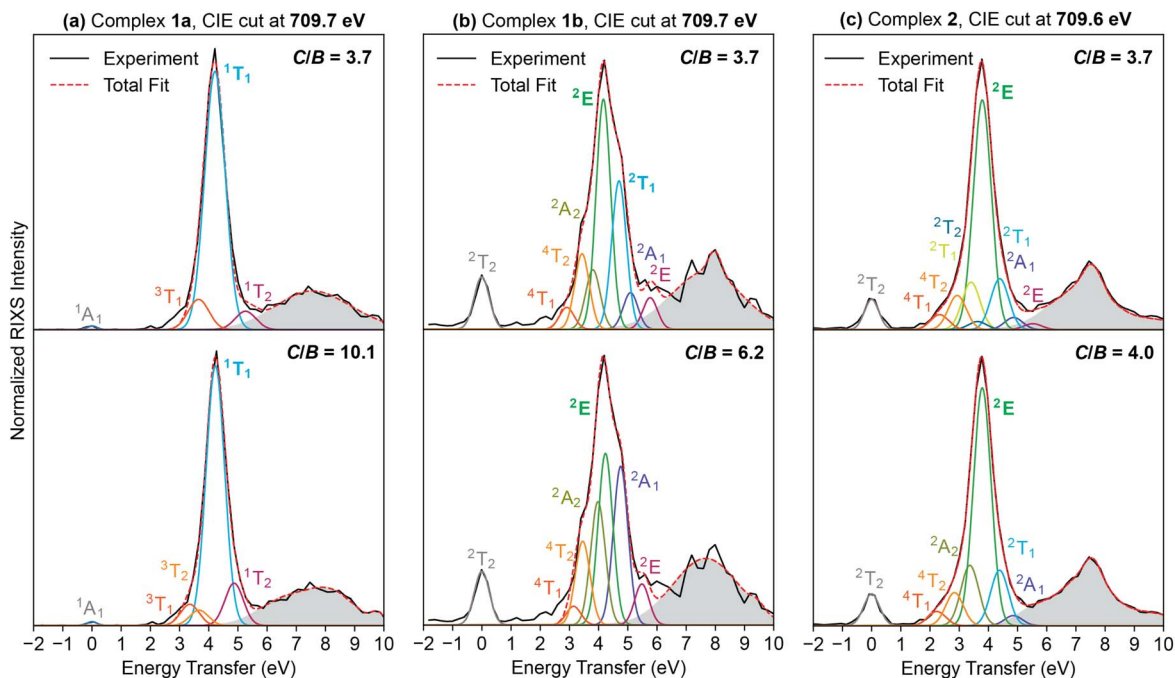 (a) Complex 1a, CIE cut at 709.7 eV
(b) Complex 1b, CIE cut at 709.7 eV
(c) Complex 2, CIE cut at 709.6 eV
Normalized RIXS Intensity
Experiment
Total Fit
C/B = 3.7
¹T₁
³T₁
¹T₂
¹A₁
Experiment
Total Fit
C/B = 3.7
²E
²T₁
²A₂
⁴T₂
⁴T₁
²A₁
²E
²T₂
Experiment
Total Fit
C/B = 3.7
²E
²T₂
²T₁
²T₁
⁴T₂
²A₁
⁴T₁
²E
²T₂
C/B = 10.1
¹T₁
³T₂
³T₁
¹T₂
¹A₁
C/B = 6.2
²E
²A₁
²A₂
⁴T₂
⁴T₁
²E
²T₂
C/B = 4.0
²E
²A₂
²T₁
⁴T₂
⁴T₁
²A₁
²T₂
−2 −1 0 1 2 3 4 5 6 7 8 9 10
−2 −1 0 1 2 3 4 5 6 7 8 9 10
−2 −1 0 1 2 3 4 5 6 7 8 9 10
Energy Transfer (eV)
Energy Transfer (eV)
Energy Transfer (eV)